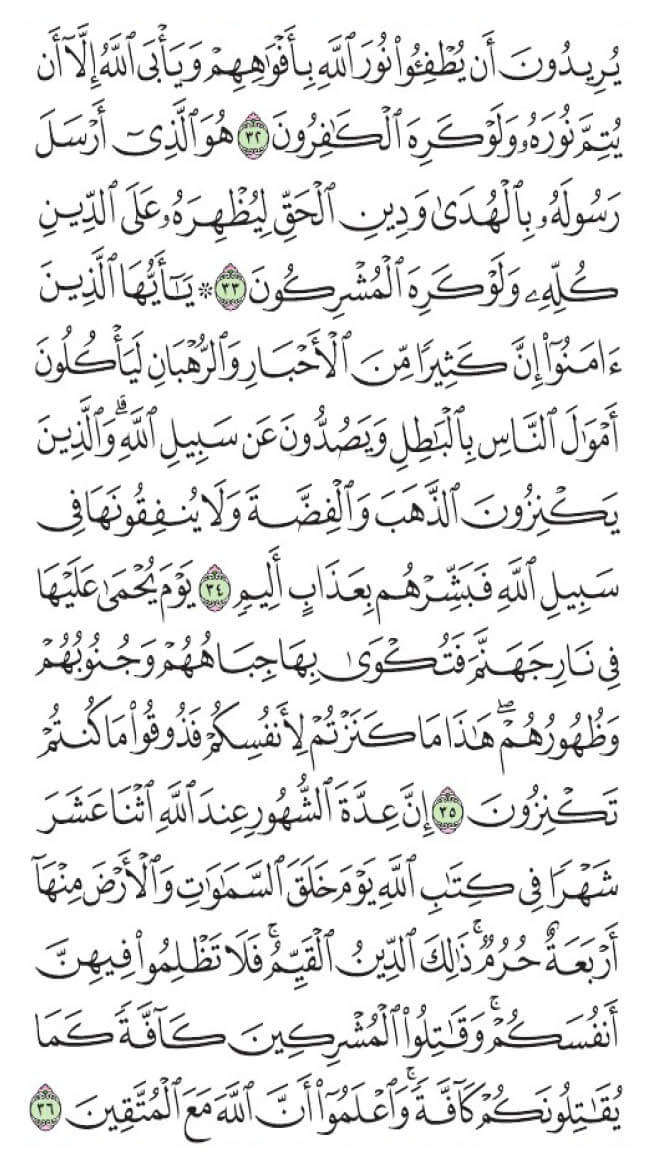 يُرِيدُونَ أَن يُطْفِـُٔوا۟ نُورَ ٱللَّهِ بِأَفْوَٰهِهِمْ وَيَأْبَى ٱللَّهُ إِلَّآ أَن
يُتِمَّ نُورَهُۥ وَلَوْ كَرِهَ ٱلْكَـٰفِرُونَ ٣٢ هُوَ ٱلَّذِىٓ أَرْسَلَ
رَسُولَهُۥ بِٱلْهُدَىٰ وَدِينِ ٱلْحَقِّ لِيُظْهِرَهُۥ عَلَى ٱلدِّينِ
كُلِّهِۦ وَلَوْ كَرِهَ ٱلْمُشْرِكُونَ ٣٣ ۞ يَـٰٓأَيُّهَا ٱلَّذِينَ
ءَامَنُوٓا۟ إِنَّ كَثِيرًا مِّنَ ٱلْأَحْبَارِ وَٱلرُّهْبَانِ لَيَأْكُلُونَ
أَمْوَٰلَ ٱلنَّاسِ بِٱلْبَـٰطِلِ وَيَصُدُّونَ عَن سَبِيلِ ٱللَّهِ ۗ وَٱلَّذِينَ
يَكْنِزُونَ ٱلذَّهَبَ وَٱلْفِضَّةَ وَلَا يُنفِقُونَهَا فِى
سَبِيلِ ٱللَّهِ فَبَشِّرْهُم بِعَذَابٍ أَلِيمٍ ٣٤ يَوْمَ يُحْمَىٰ عَلَيْهَا
فِى نَارِ جَهَنَّمَ فَتُكْوَىٰ بِهَا جِبَاهُهُمْ وَجُنُوبُهُمْ
وَظُهُورُهُمْ ۖ هَـٰذَا مَا كَنَزْتُمْ لِأَنفُسِكُمْ فَذُوقُوا۟ مَا كُنتُمْ
تَكْنِزُونَ ٣٥ إِنَّ عِدَّةَ ٱلشُّهُورِ عِندَ ٱللَّهِ ٱثْنَا عَشَرَ
شَهْرًا فِى كِتَـٰبِ ٱللَّهِ يَوْمَ خَلَقَ ٱلسَّمَـٰوَٰتِ وَٱلْأَرْضَ مِنْهَآ
أَرْبَعَةٌ حُرُمٌ ۚ ذَٰلِكَ ٱلدِّينُ ٱلْقَيِّمُ ۚ فَلَا تَظْلِمُوا۟ فِيهِنَّ
أَنفُسَكُمْ ۚ وَقَـٰتِلُوا۟ ٱلْمُشْرِكِينَ كَآفَّةً كَمَا
يُقَـٰتِلُونَكُمْ كَآفَّةً ۚ وَٱعْلَمُوٓا۟ أَنَّ ٱللَّهَ مَعَ ٱلْمُتَّقِينَ ٣٦